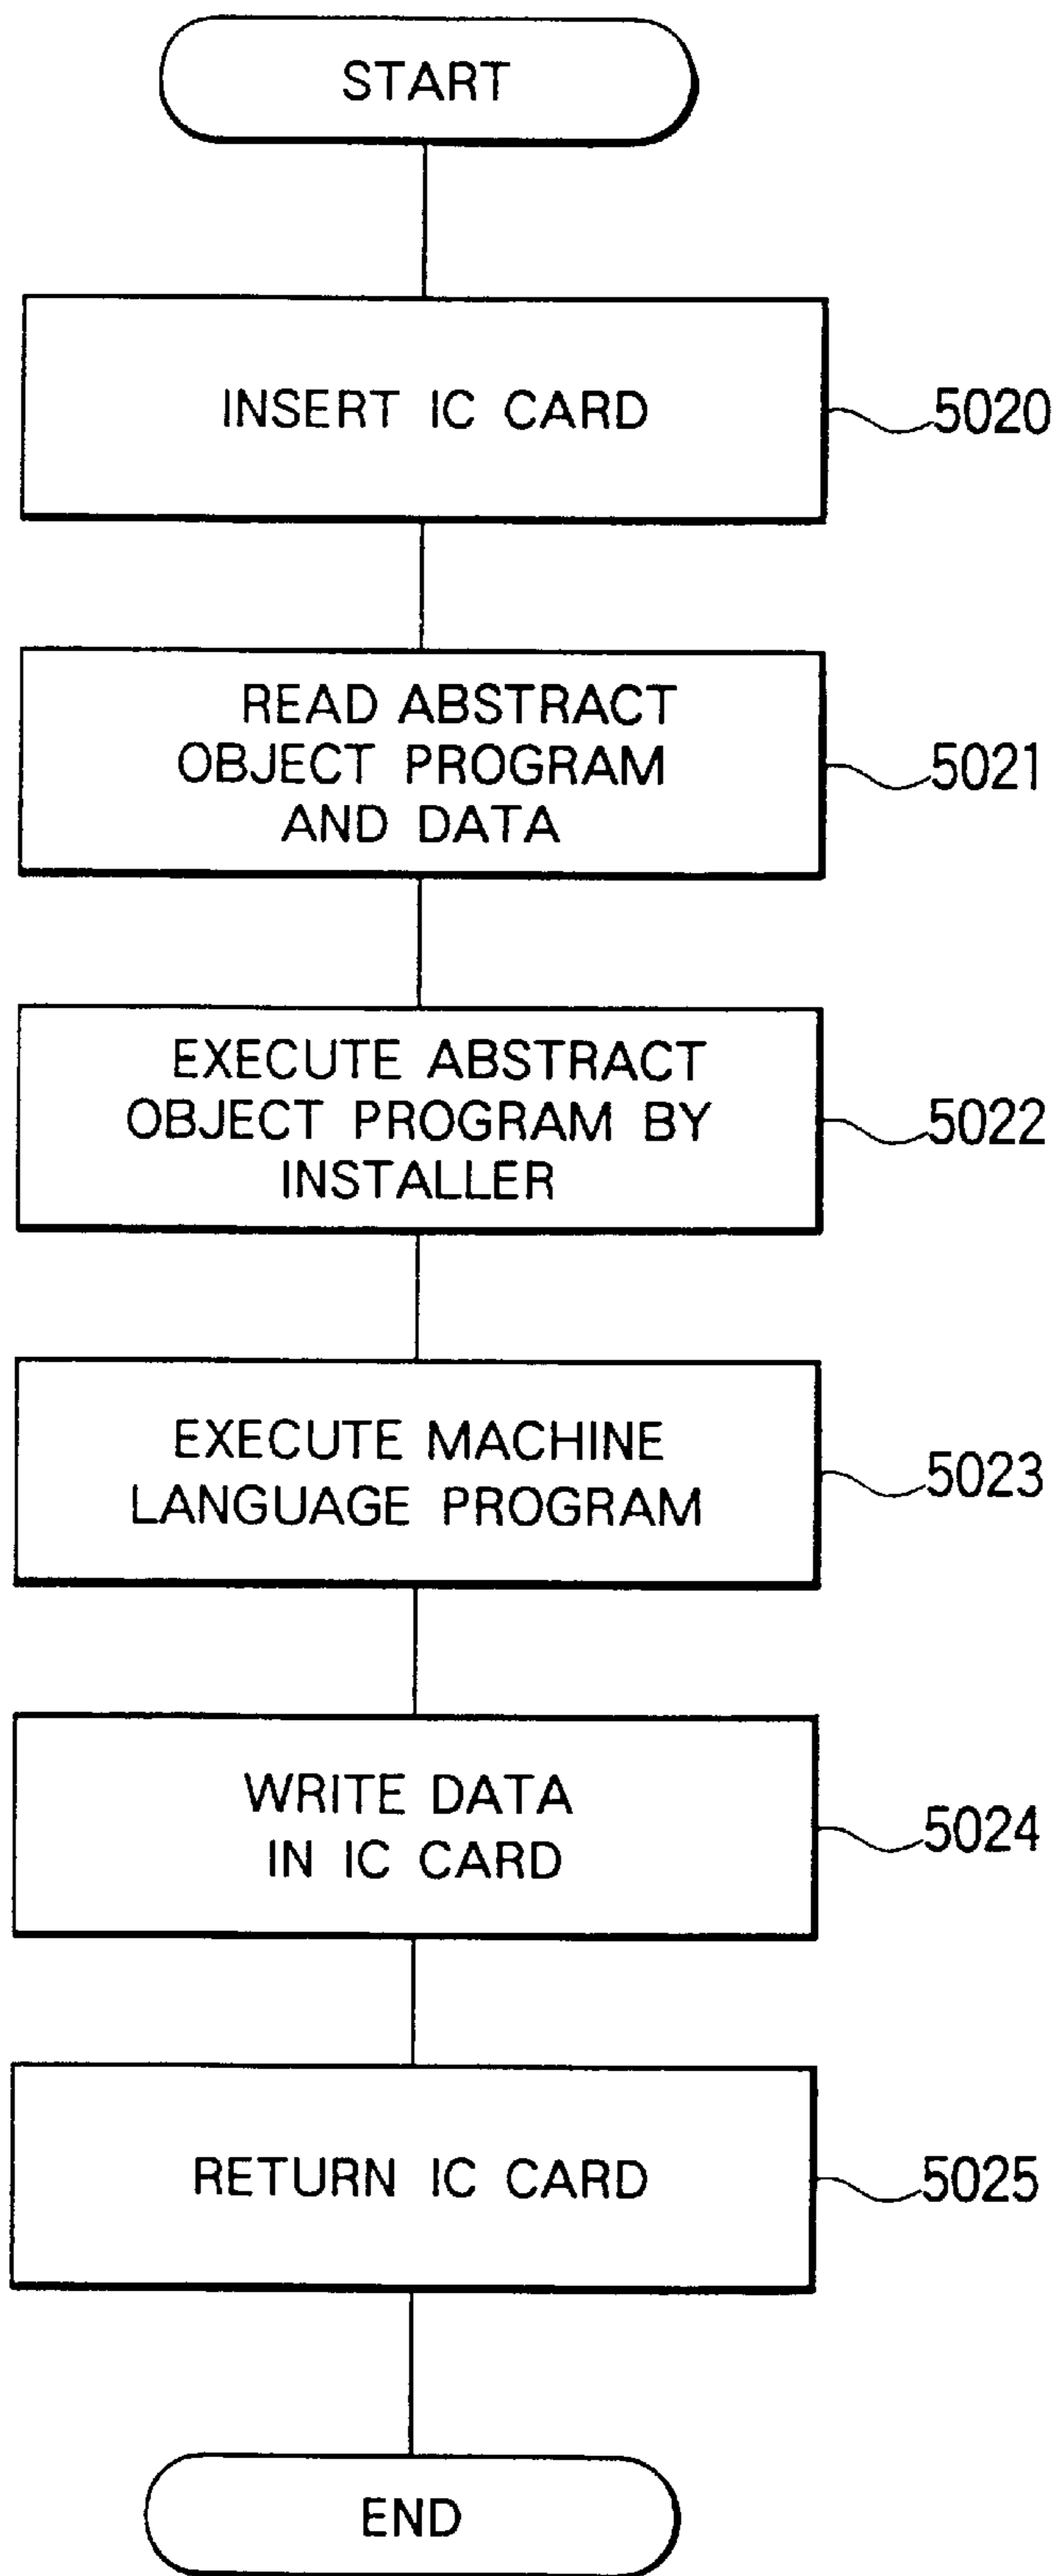 START
INSERT IC CARD
5020
READ ABSTRACT
OBJECT PROGRAM
AND DATA
5021
EXECUTE ABSTRACT
OBJECT PROGRAM BY
INSTALLER
5022
EXECUTE MACHINE
LANGUAGE PROGRAM
5023
WRITE DATA
IN IC CARD
5024
RETURN IC CARD
5025
END